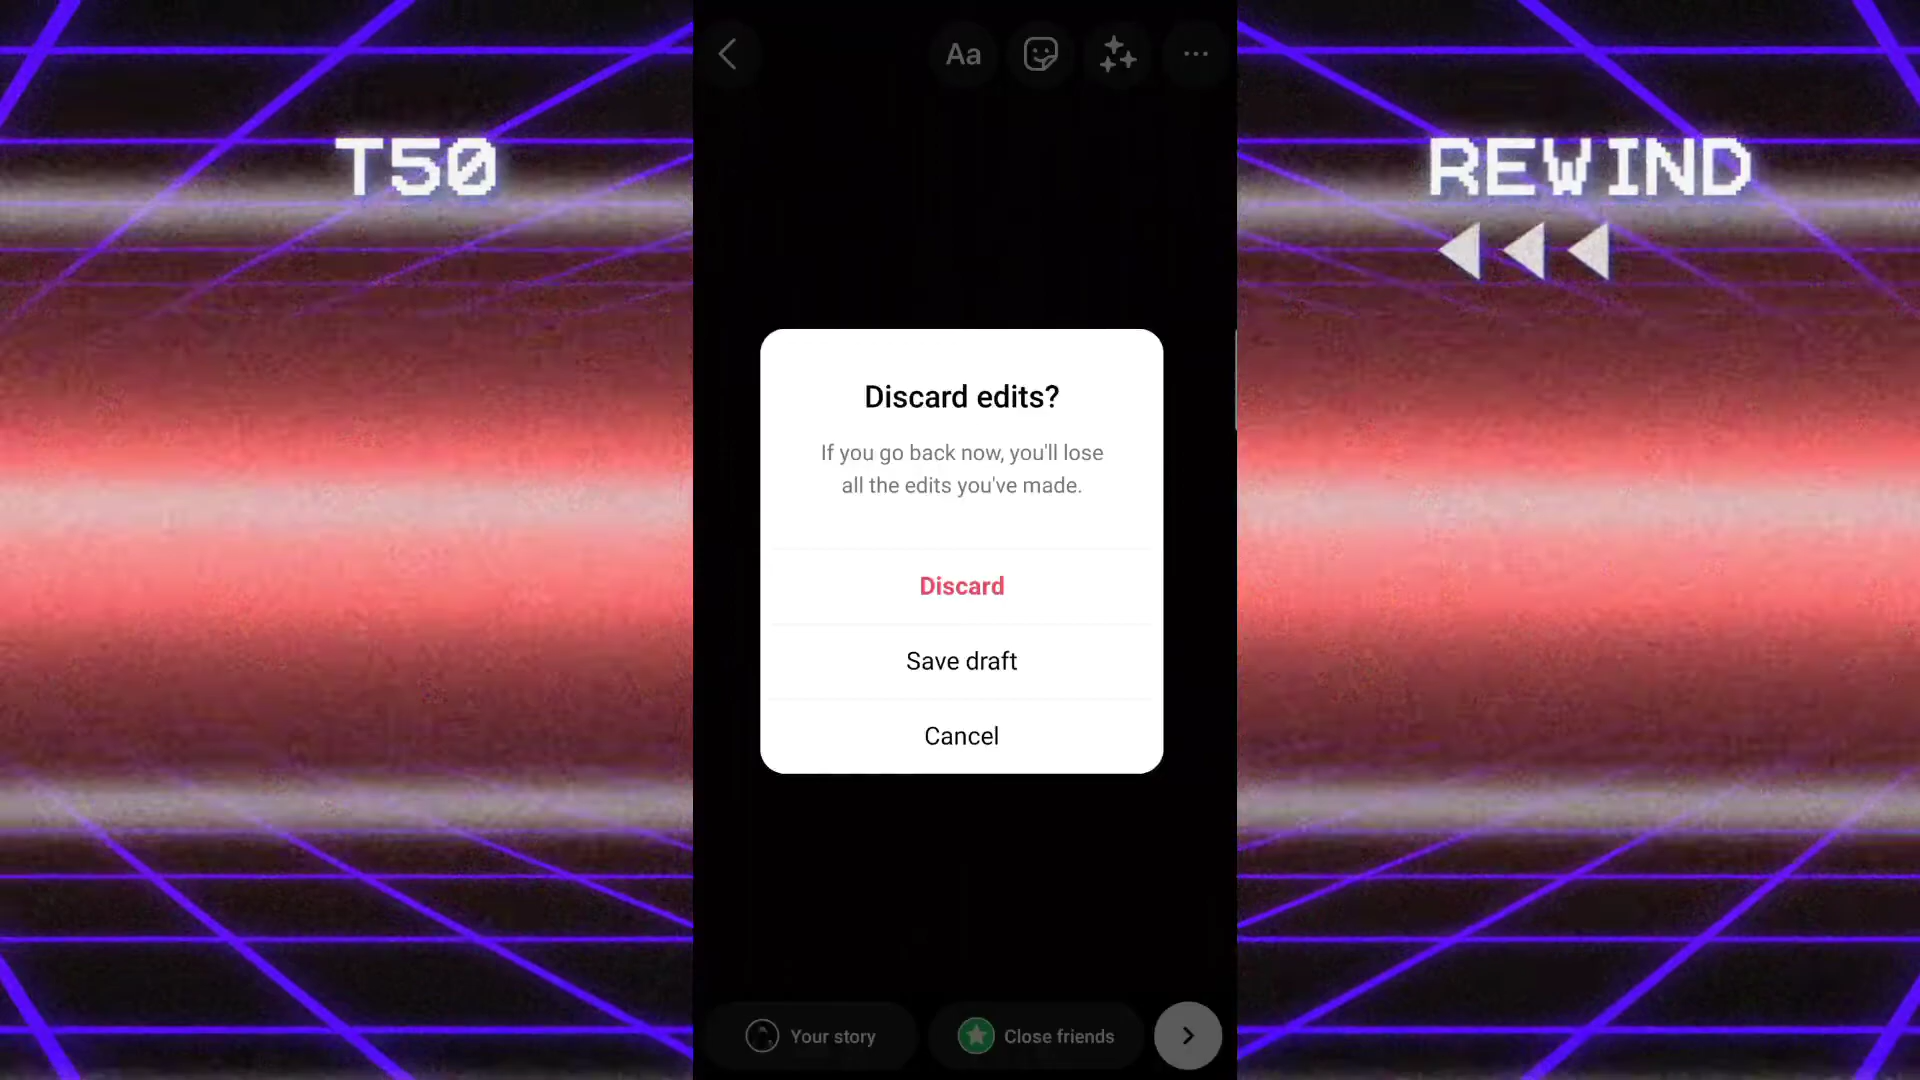 Aa
T50
REWIND
Discard edits?
If you go back now, you'll lose
all the edits you've made.
Discard
Save draft
Cancel
Your story
Close friends